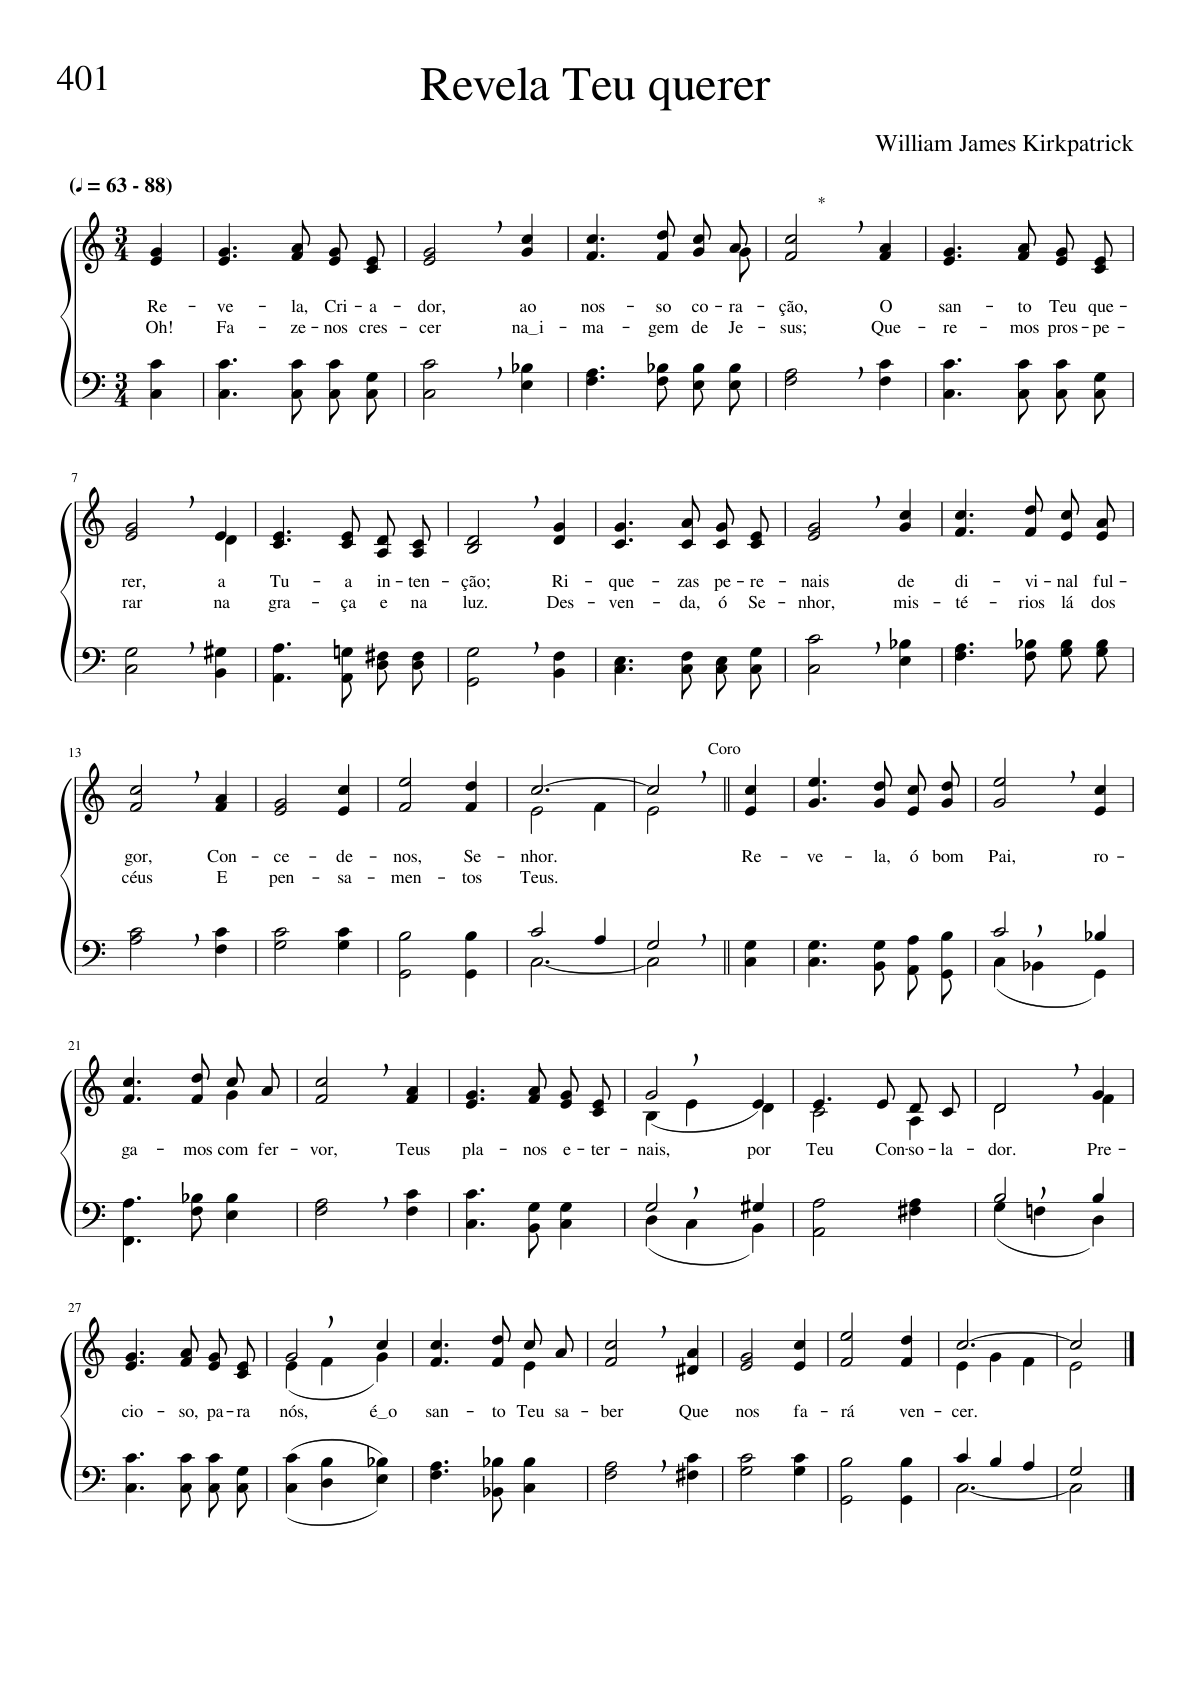 401
Revela Teu querer
William James Kirkpatrick
(♩ = 63 - 88)
*
3 4
Re - ve - la, Cri - a - dor, ao nos - so co - ra - ção, O san - to Teu que -
Oh! Fa - ze - nos cres - cer na‿i - ma - gem de Je - sus; Que - re - mos pros - pe -
3 4
7
rer, a Tu - a in - ten - ção; Ri - que - zas pe - re - nais de di - vi - nal ful -
rar na gra - ça e na luz. Des - ven - da, ó Se - nhor, mis - té - rios lá dos
13
Coro
gor, Con - ce - de - nos, Se - nhor. Re - ve - la, ó bom Pai, ro -
céus E pen - sa - men - tos Teus.
21
ga - mos com fer - vor, Teus pla - nos e - ter - nais, por Teu Con - so - la - dor. Pre -
27
cio - so, pa - ra nós, é‿o san - to Teu sa - ber Que nos fa - rá ven - cer.